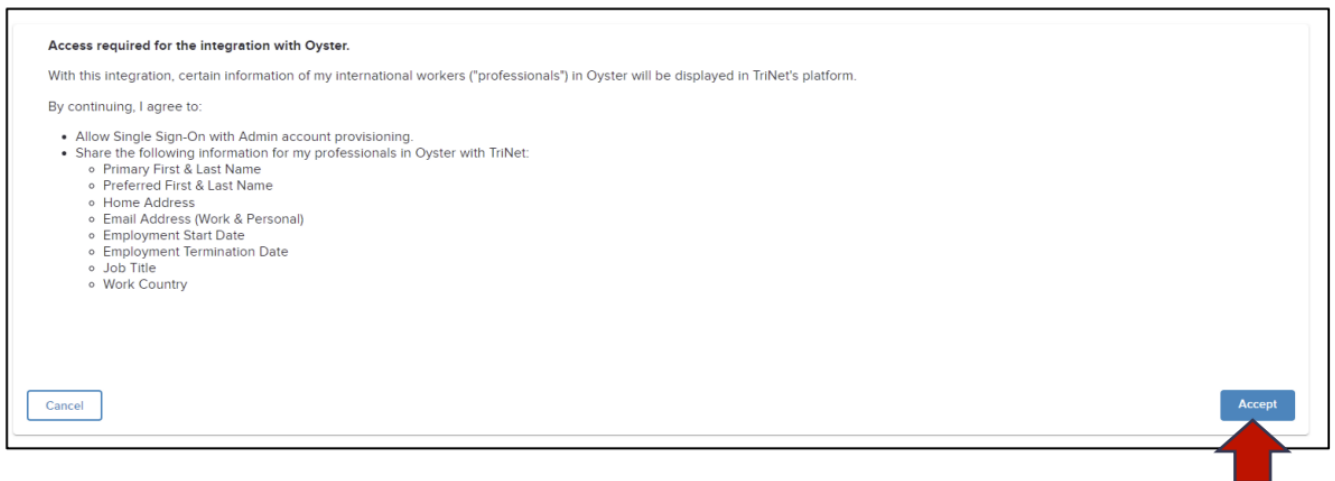 Access required for the integration with Oyster.
With this integration, certain information of my international workers ("professionals") in Oyster will be displayed in TriNet's platform.
By continuing, I agree to:
• Allow Single Sign-On with Admin account provisioning.
• Share the following information for my professionals in Oyster with TriNet:
◦ Primary First & Last Name
◦ Preferred First & Last Name
◦ Home Address
◦ Email Address (Work & Personal)
◦ Employment Start Date
◦ Employment Termination Date
◦ Job Title
◦ Work Country
Cancel
Accept